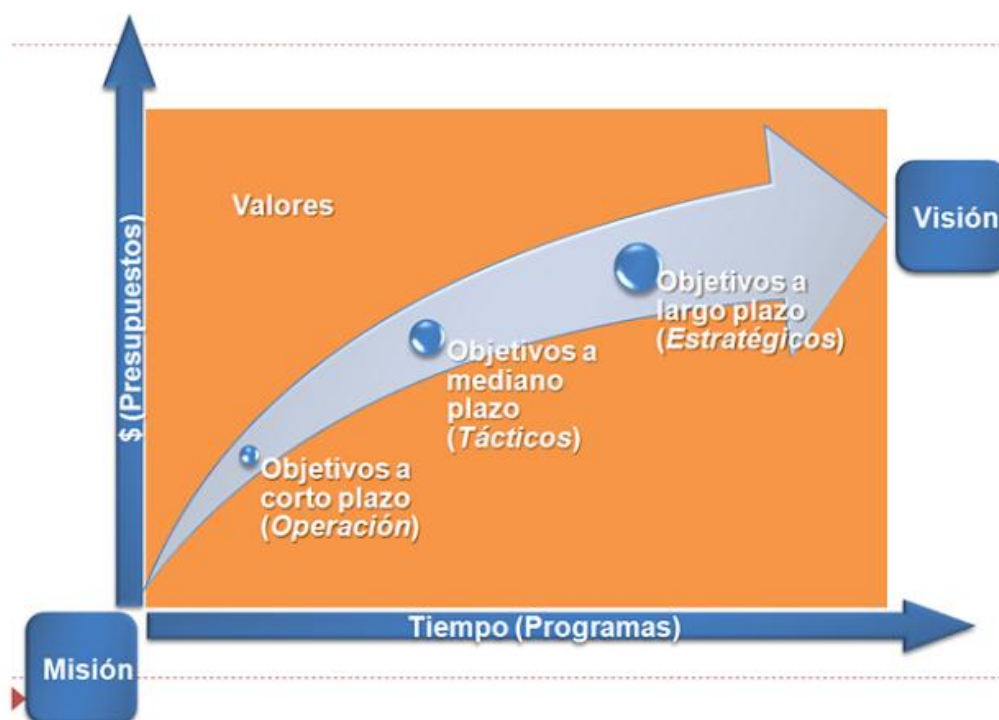 Valores
Visión
$ (Presupuestos)
Objetivos a
largo plazo
(Estratégicos)
Objetivos a
mediano
plazo
(Tácticos)
Objetivos a
corto plazo
(Operación)
Tiempo (Programas)
Misión